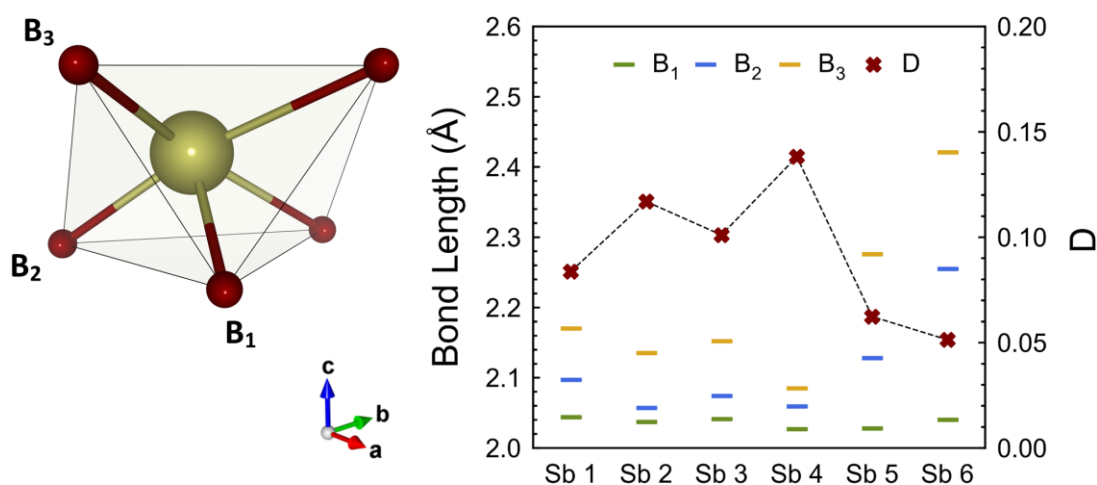 B₃
B₂
B₁
c
b
a
Bond Length (Å)
2.6
2.5
2.4
2.3
2.2
2.1
2.0
B₁ B₂ B₃ D
0.20
0.15
0.10
0.05
0.00
D
Sb 1 Sb 2 Sb 3 Sb 4 Sb 5 Sb 6